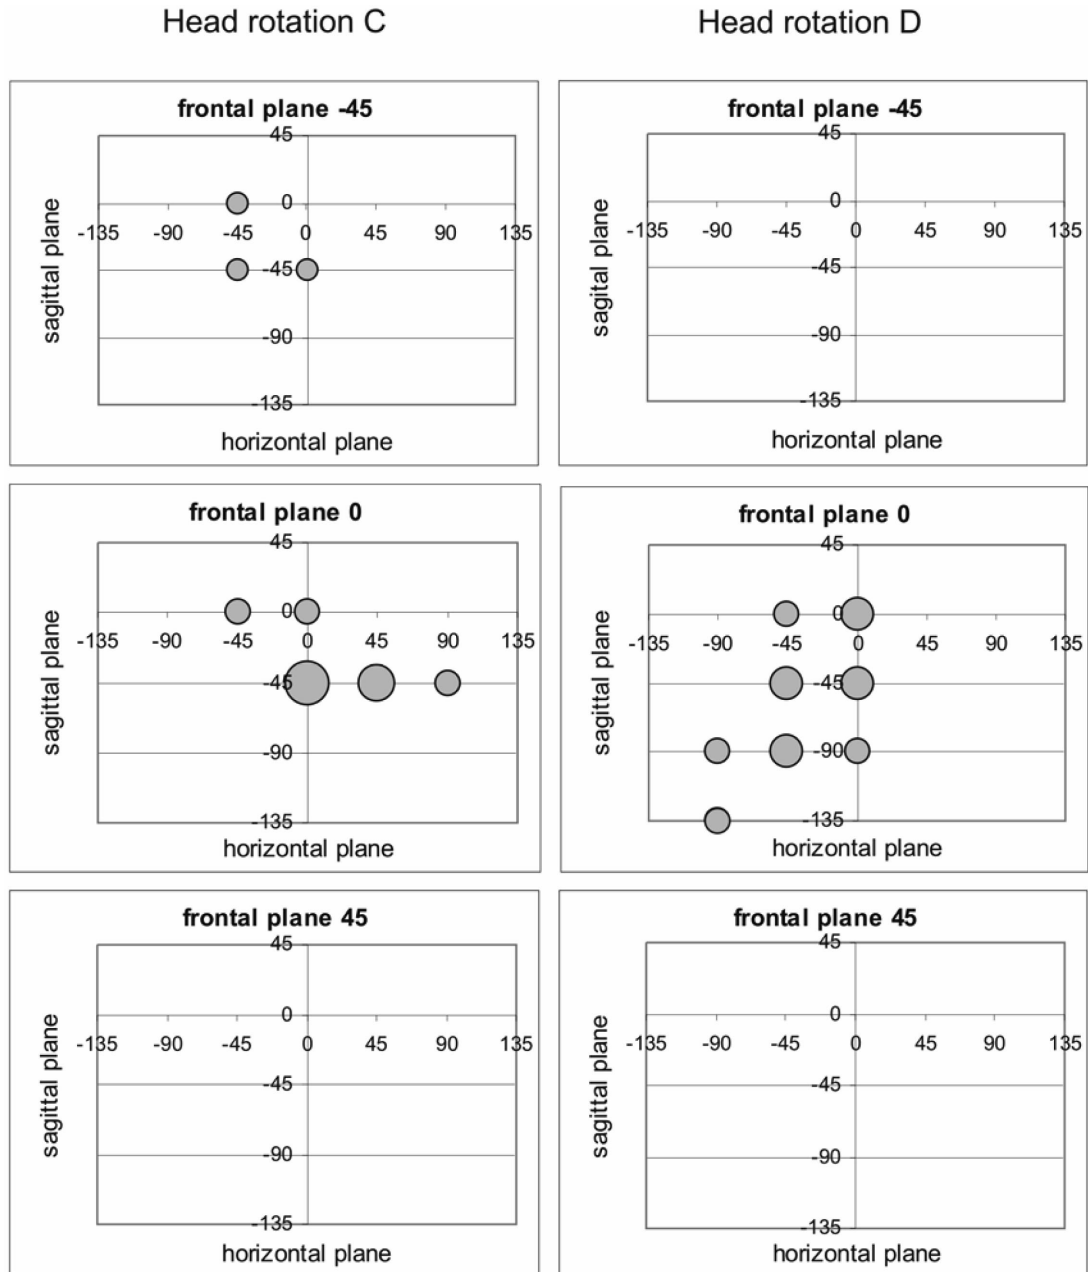 Head rotation C
Head rotation D
frontal plane -45
45
0
-135 -90 -45 0 45 90 135
-45
-90
-135
sagittal plane
horizontal plane
frontal plane -45
45
0
-135 -90 -45 0 45 90 135
-45
-90
-135
sagital plane
horizontal plane
frontal plane 0
45
0
-135 -90 -45 0 45 90 135
-45
-90
-135
sagittal plane
horizontal plane
frontal plane 0
45
0
-135 -90 -45 0 45 90 135
-45
-90
-135
sagittal plane
horizontal plane
frontal plane 45
45
0
-135 -90 -45 0 45 90 135
-45
-90
-135
sagittal plane
horizontal plane
frontal plane 45
45
0
-135 -90 -45 0 45 90 135
-45
-90
-135
sagittal plane
horizontal plane